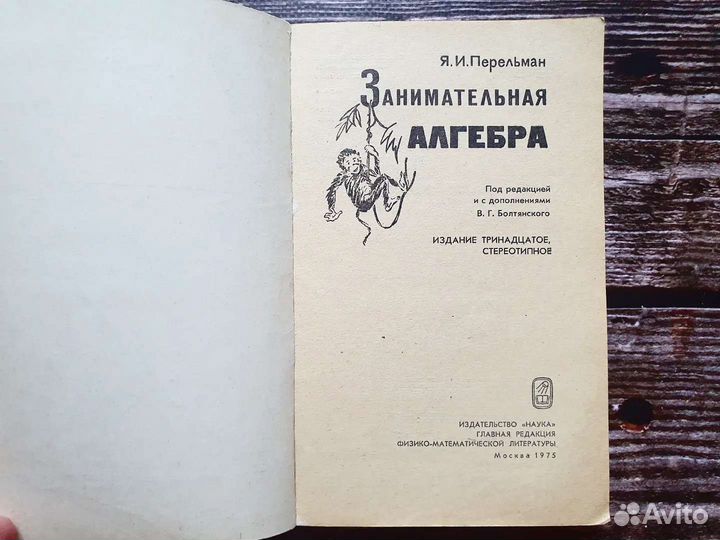 Я.И.Перельман
ЗАНИМАТЕЛЬНАЯ
АЛГЕБРА
Под редакцией
и с дополнениями
В. Г. Болтянского
ИЗДАНИЕ ТРИНАДЦАТОЕ,
СТЕРЕОТИПНОЕ
ИЗДАТЕЛЬСТВО «НАУКА»
ГЛАВНАЯ РЕДАКЦИЯ
ФИЗИКО-МАТЕМАТИЧЕСКОЙ ЛИТЕРАТУРЫ
Москва 1975
Avito